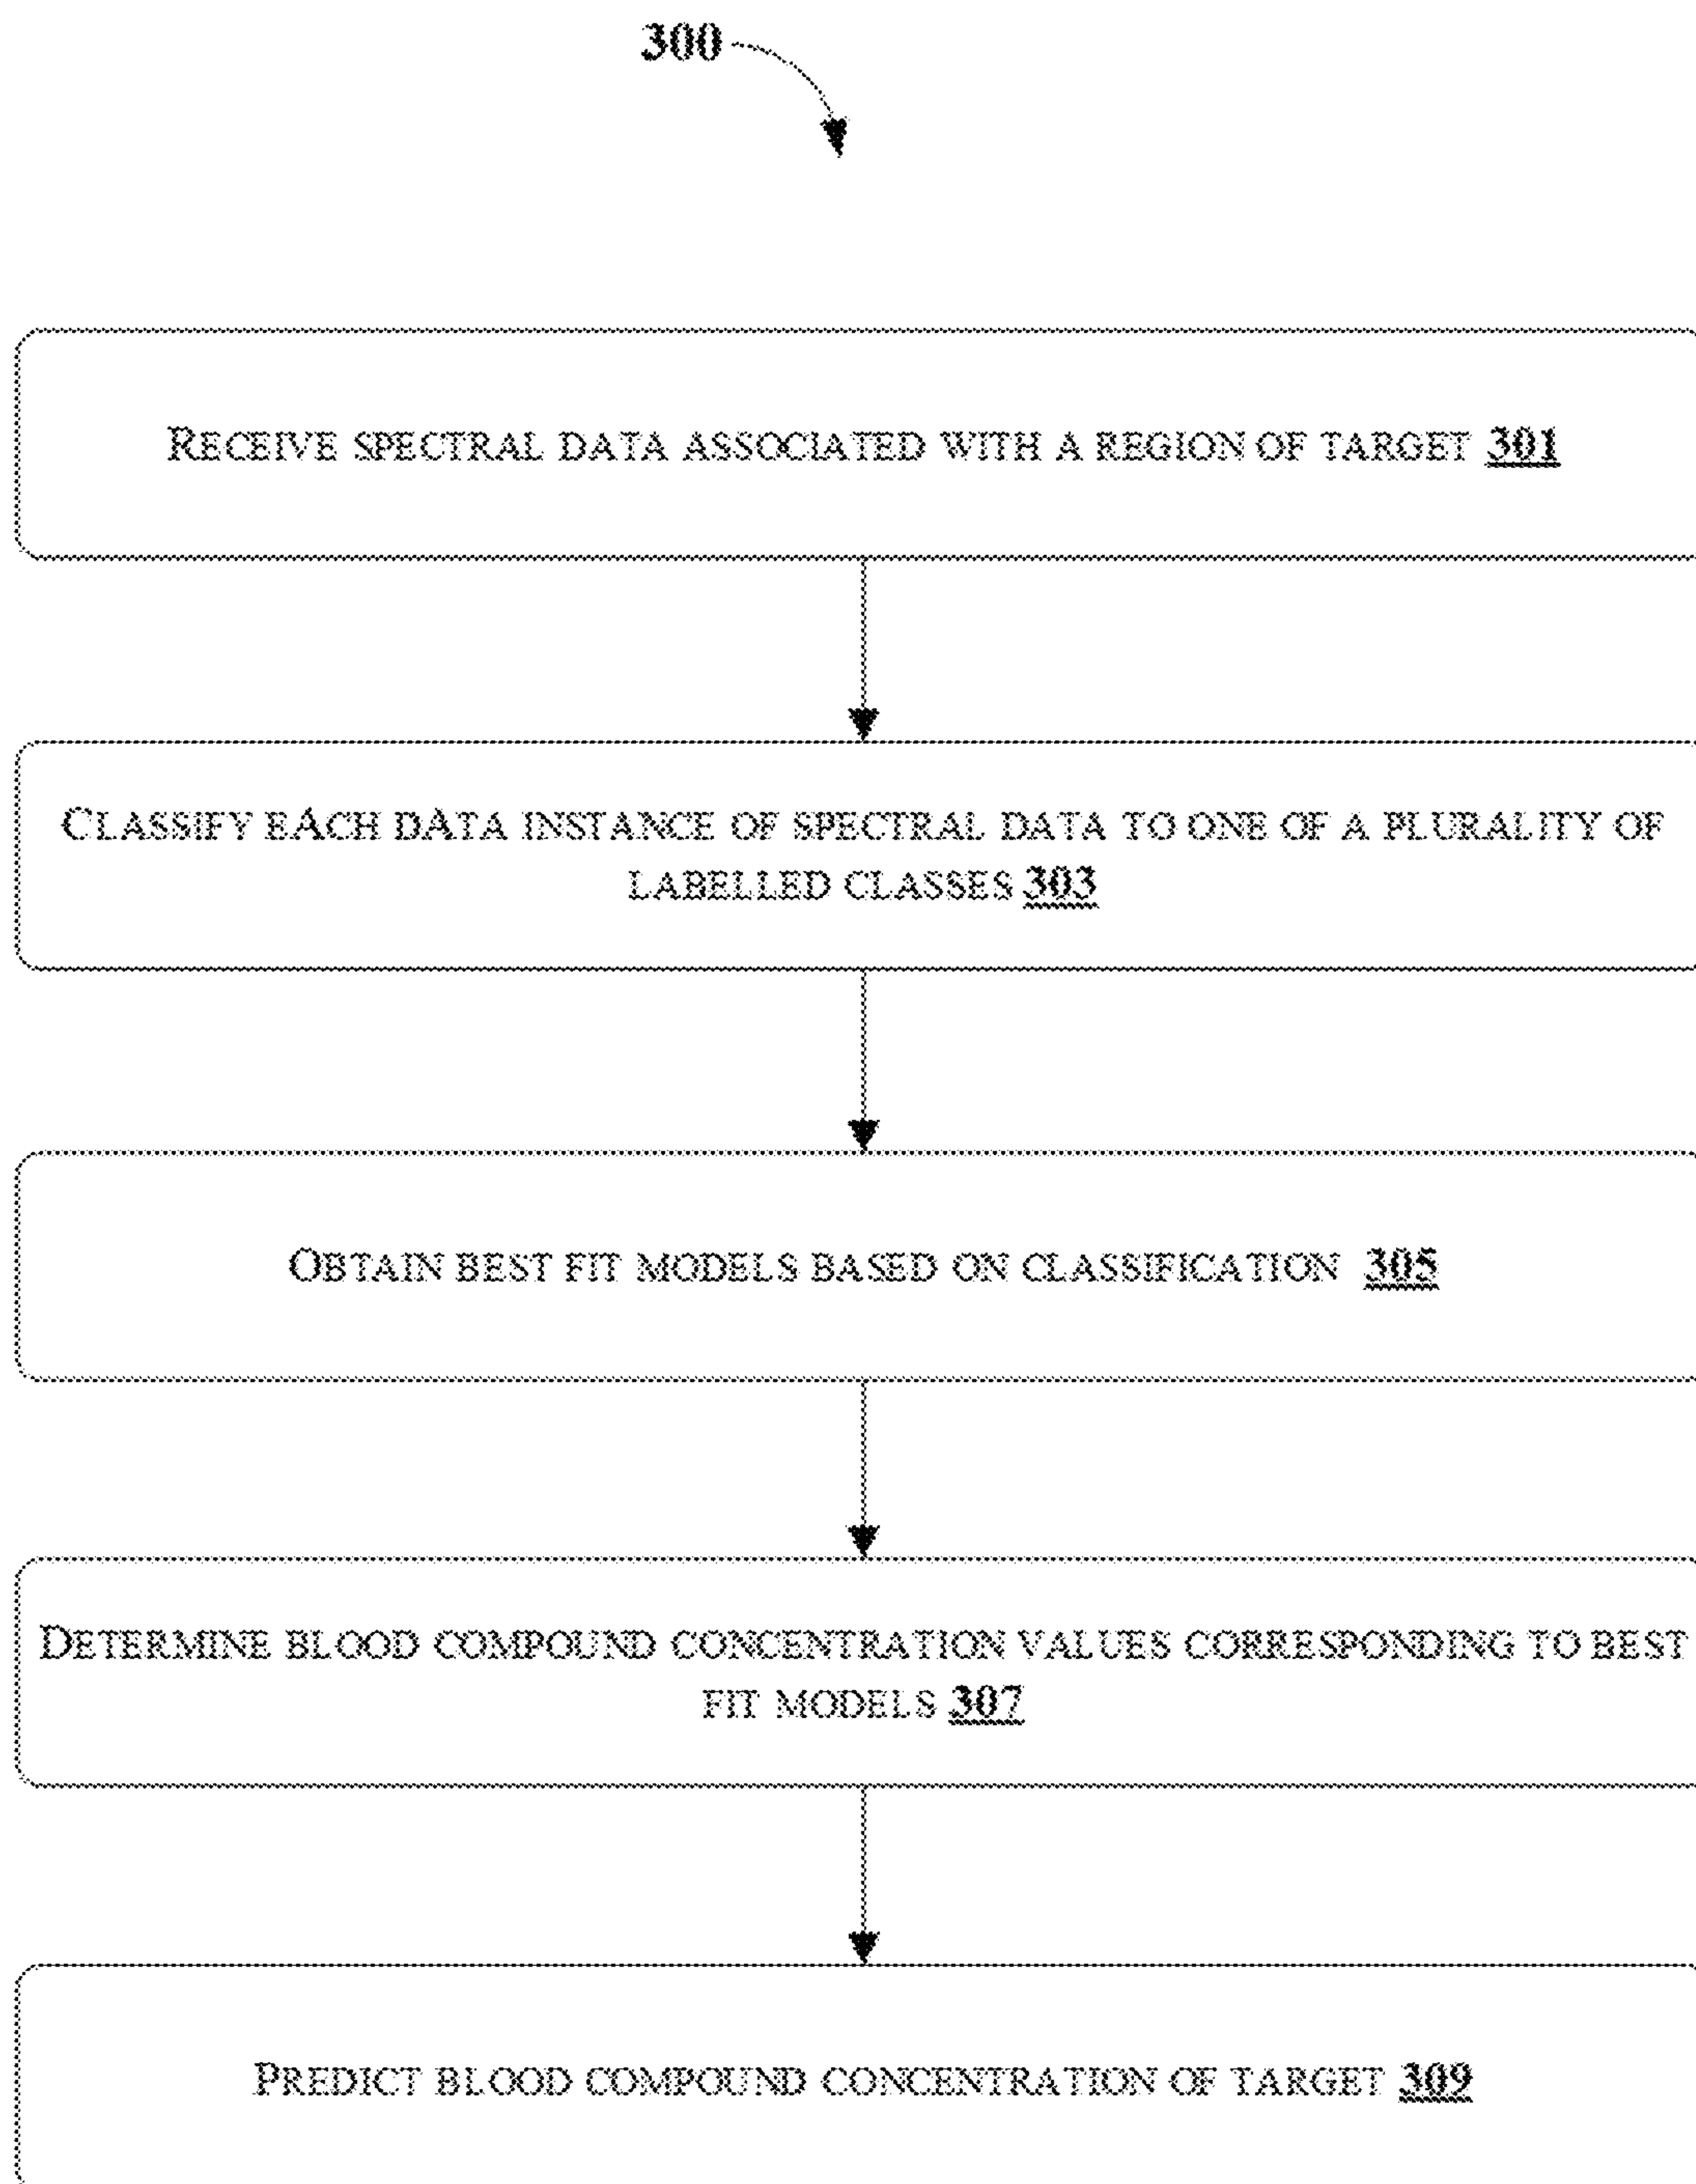 300
RECEIVE SPECTRAL DATA ASSOCIATED WITH A REGION OF TARGET 301
CLASSIFY EACH DATA INSTANCE OF SPECTRAL DATA TO ONE OF A PLURALITY OF
LABELLED CLASSES 303
OBTAIN BEST FIT MODELS BASED ON CLASSIFICATION 305
DETERMINE BLOOD COMPOUND CONCENTRATION VALUES CORRESPONDING TO BEST
FIT MODELS 307
PREDICT BLOOD COMPOUND CONCENTRATION OF TARGET 309